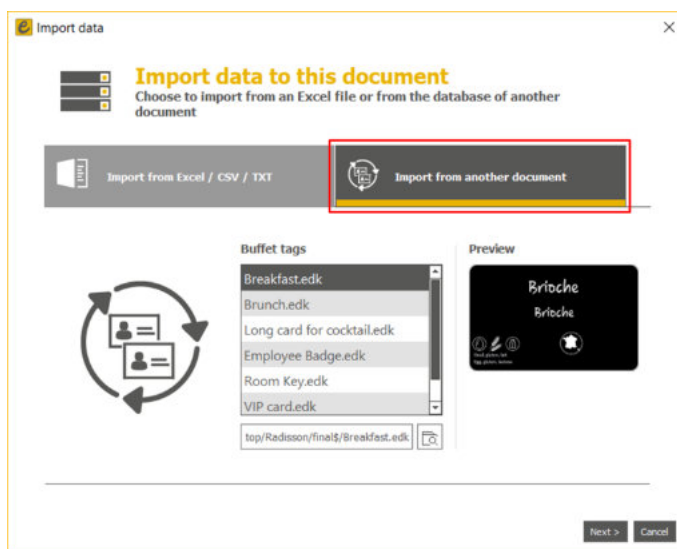 Import data
Import data to this document
Choose to import from an Excel file or from the database of another
document
Import from Excel / CSV / TXT
Import from another document
Buffet tags
Breakfast.edk
Brunch.edk
Long card for cocktail.edk
Employee Badge.edk
Room Key.edk
VIP card.edk
top/Radisson/final$/Breakfast.edk
Preview
Brioche
Brioche
Next >
Cancel